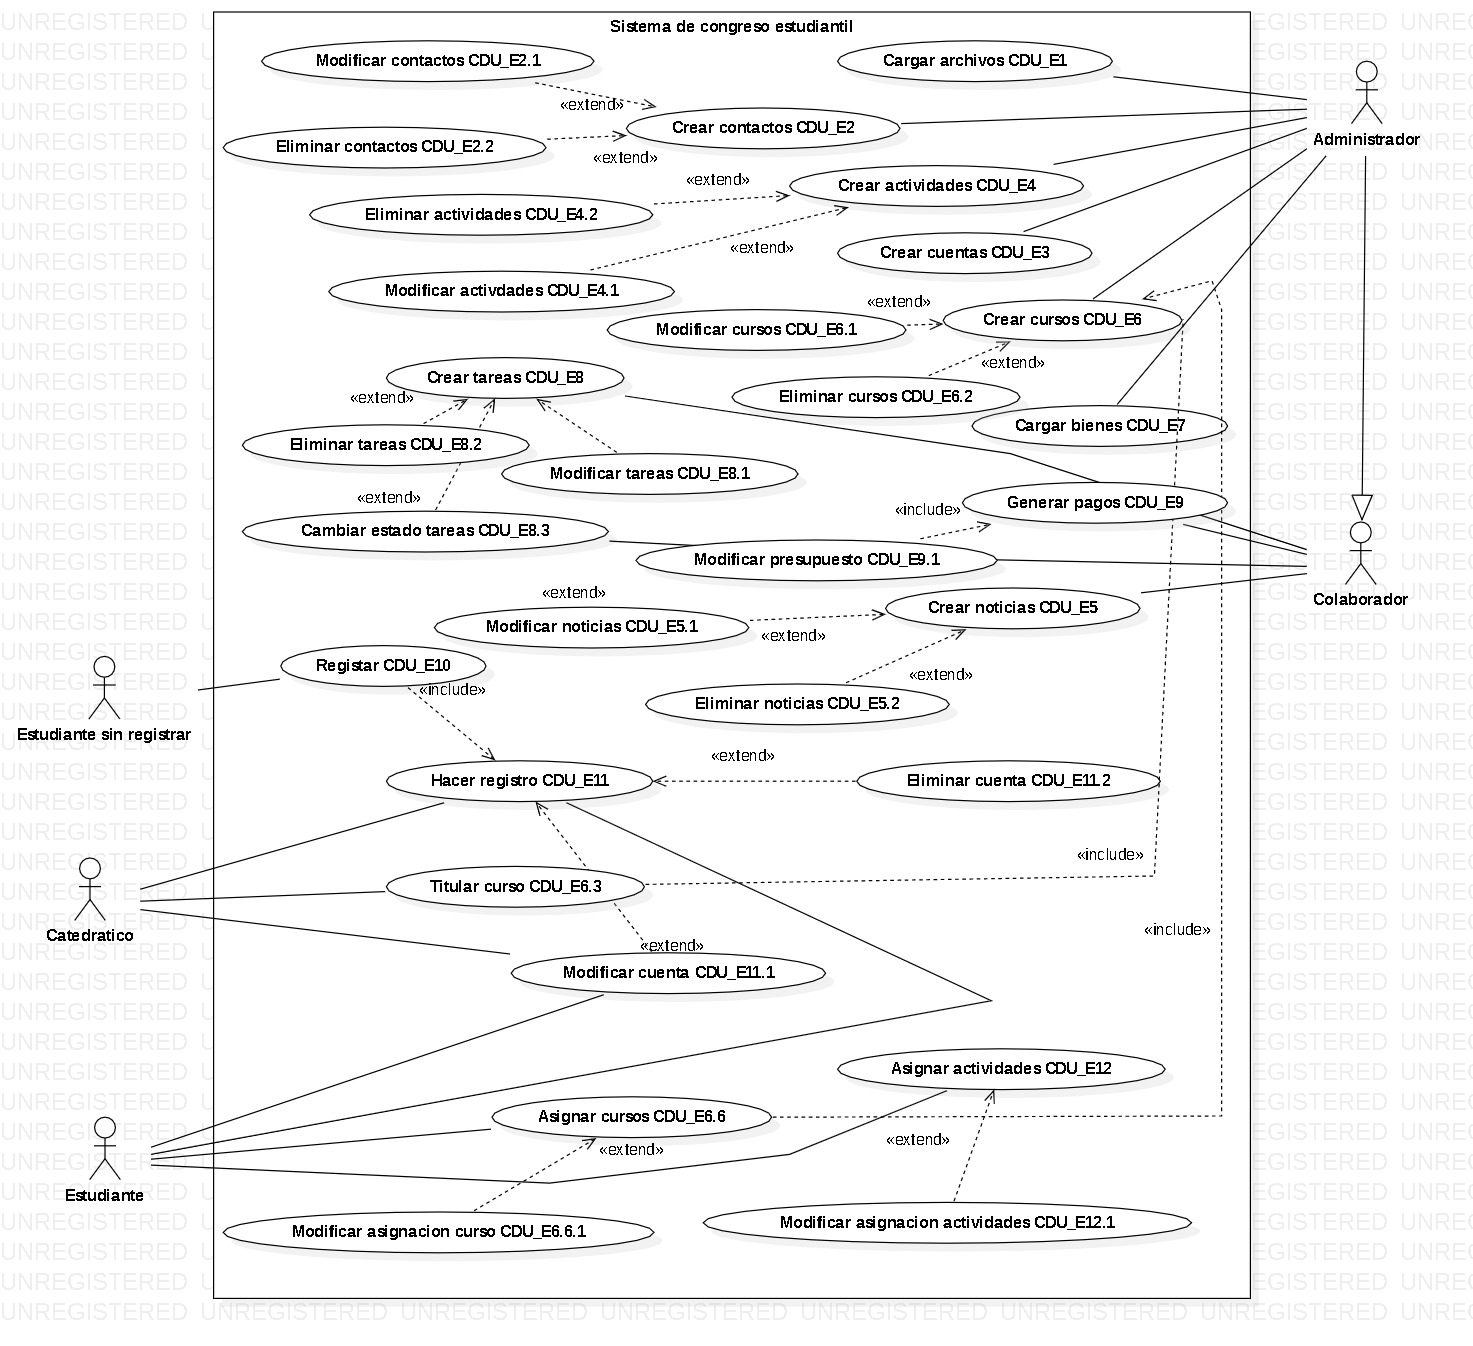 Sistema de congreso estudiantil
Modificar contactos CDU_E2.1
Cargar archivos CDU_E1
«extend»
Crear contactos CDU_E2
Administrador
Eliminar contactos CDU_E2.2
«extend»
«extend»
Crear actividades CDU_E4
Eliminar actividades CDU_E4.2
«extend»
Crear cuentas CDU_E3
Modificar activdades CDU_E4.1
«extend»
Crear cursos CDU_E6
Modificar cursos CDU_E6.1
«extend»
Crear tareas CDU_E8
«extend»
Eliminar cursos CDU_E6.2
Cargar bienes CDU_E7
Eliminar tareas CDU_E8.2
Modificar tareas CDU_E8.1
«extend»
Generar pagos CDU_E9
«include»
Cambiar estado tareas CDU_E8.3
Modificar presupuesto CDU_E9.1
«extend»
Colaborador
Crear noticias CDU_E5
Modificar noticias CDU_E5.1
«extend»
Registar CDU_E10
«extend»
«include»
Eliminar noticias CDU_E5.2
Estudiante sin registrar
«extend»
Hacer registro CDU_E11
Eliminar cuenta CDU_E11.2
«include»
Titular curso CDU_E6.3
«include»
Catedratico
«extend»
Modificar cuenta CDU_E11.1
Asignar actividades CDU_E12
Asignar cursos CDU_E6.6
«extend»
«extend»
Estudiante
Modificar asignacion curso CDU_E6.6.1
Modificar asignacion actividades CDU_E12.1
UNREGISTERED UNREGISTERED UNREGISTERED UNREGISTERED UNREGISTERED UNREGISTERED UNREGISTERED